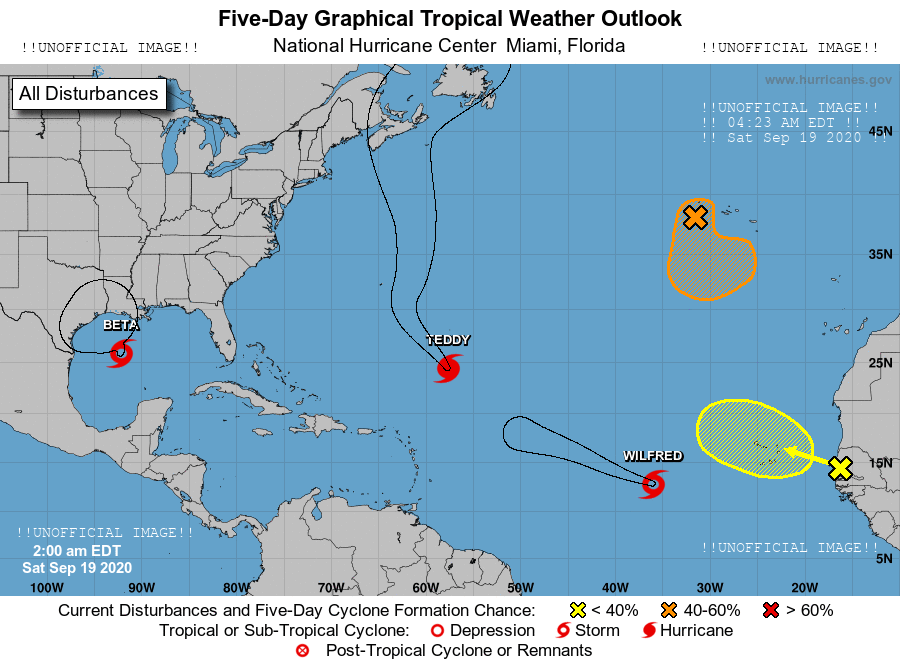 Five-Day Graphical Tropical Weather Outlook
!!UNOFFICIAL IMAGE!!
National Hurricane Center Miami, Florida
!!UNOFFICIAL IMAGE!!
www.hurricanes.gov
All Disturbances
!!UNOFFICIAL IMAGE!!
!! 04:23 AM EDT !!
!! Sat Sep 19 2020 !!
45N
35N
BETA
TEDDY
25N
WILFRED
15N
!!UNOFFICIAL IMAGE!!
2:00 am EDT
Sat Sep 19 2020
!!UNOFFICIAL IMAGE!!
5N
100W 90W 80W 70W 60W 50W 40W 30W 20W
Current Disturbances and Five-Day Cyclone Formation Chance: < 40% 40-60% > 60%
Tropical or Sub-Tropical Cyclone: Depression Storm Hurricane
Post-Tropical Cyclone or Remnants